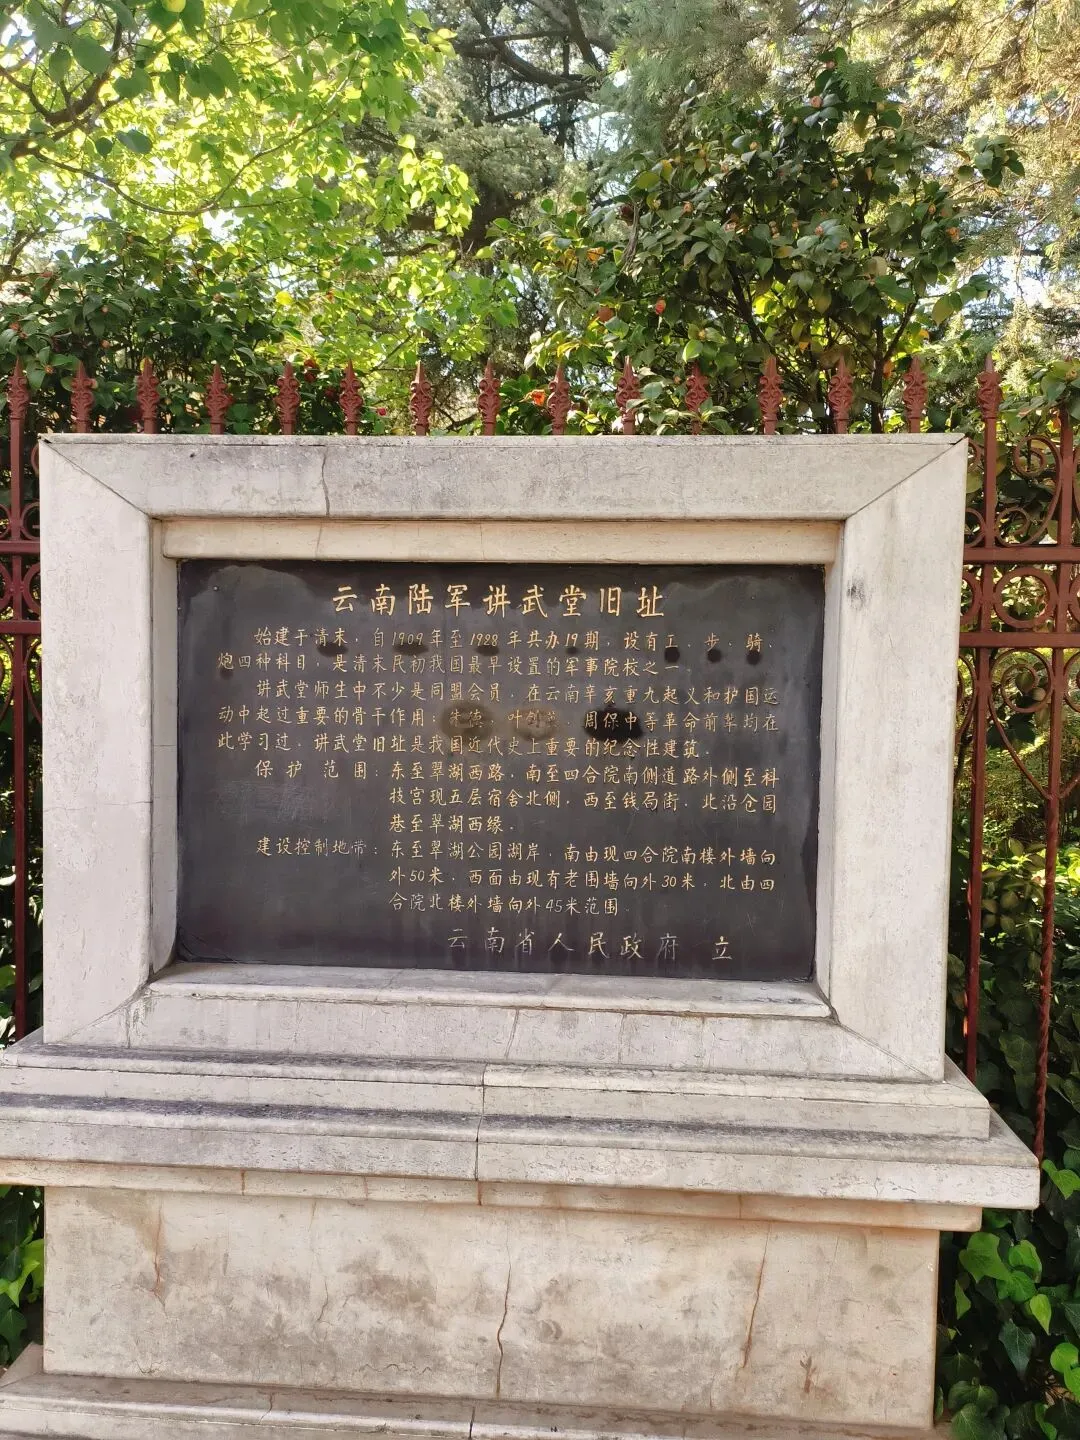 云南陆军讲武堂旧址
始建于清末，自1909年至1928年共办19期，设有工、步、骑、
炮四种科目，是清末民初我国最早设置的军事院校之一。
讲武堂师生中不少是同盟会员，在云南辛亥重九起义和护国运
动中起过重要的骨干作用；朱德、叶剑英、周保中等革命前辈均在
此学习过，讲武堂旧址是我国近代史上重要的纪念性建筑。
保护范围：东至翠湖西路，南至四合院南侧道路外侧至科
技宫现五层宿舍北侧，西至钱局街，北沿仓园
巷至翠湖西缘。
建设控制地带：东至翠湖公园湖岸，南由现四合院南楼外墙向
外50米，西面由现有老围墙向外30米，北由四
合院北楼外墙向外45米范围。
云南省人民政府 立